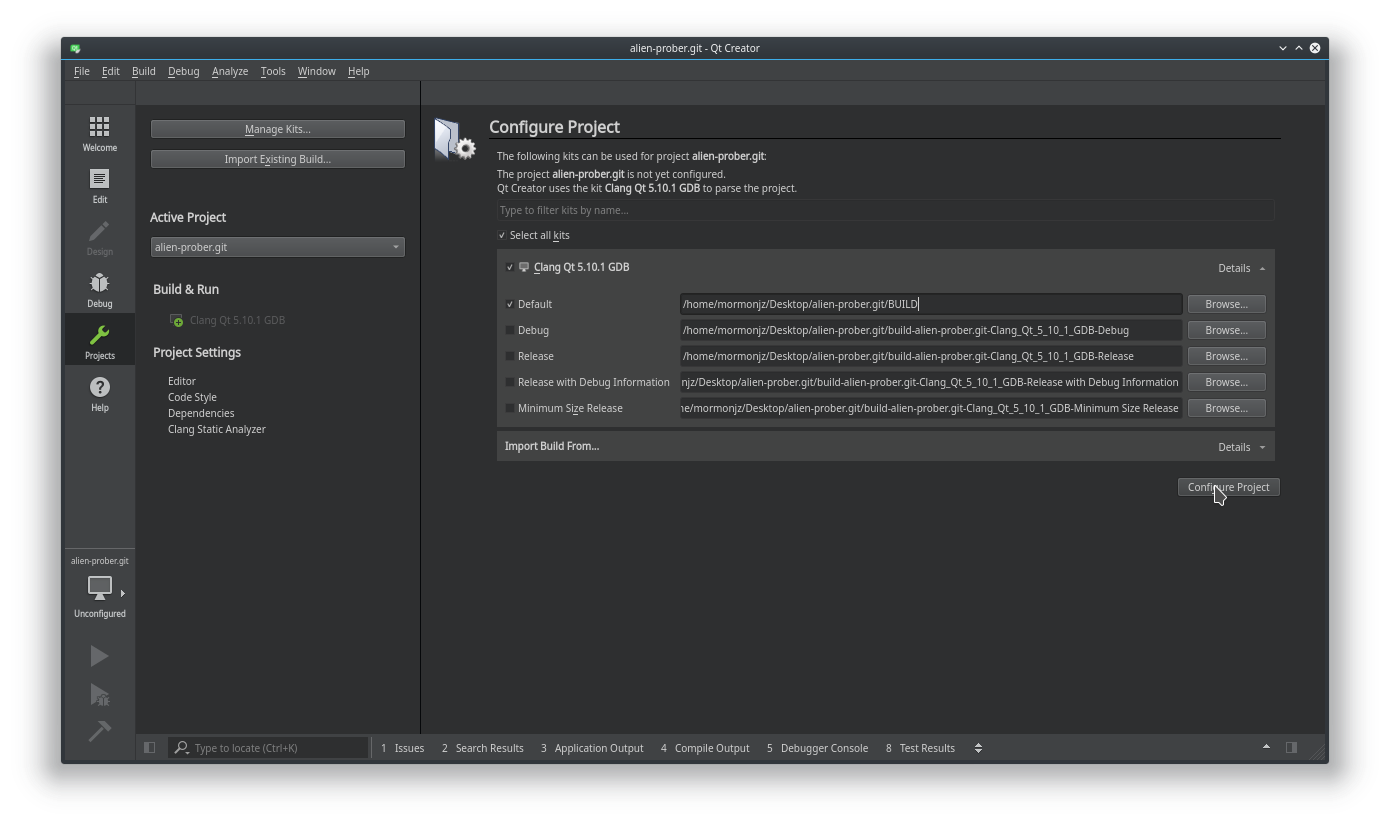 alien-prober.git - Qt Creator
File Edit Build Debug Analyze Tools Window Help
Welcome
Edit
Design
Debug
Projects
Help
alien-prober.git
Unconfigured
Manage Kits...
Import Existing Build...
Active Project
alien-prober.git
Build & Run
Clang Qt 5.10.1 GDB
Project Settings
Editor
Code Style
Dependencies
Clang Static Analyzer
Configure Project
The following kits can be used for project alien-prober.git:
The project alien-prober.git is not yet configured.
Qt Creator uses the kit Clang Qt 5.10.1 GDB to parse the project.
Type to filter kits by name...
Select all kits
Clang Qt 5.10.1 GDB Details
Default /home/mormonjz/Desktop/alien-prober.git/BUILD Browse...
Debug /home/mormonjz/Desktop/alien-prober.git/build-alien-prober.git-Clang_Qt_5_10_1_GDB-Debug Browse...
Release /home/mormonjz/Desktop/alien-prober.git/build-alien-prober.git-Clang_Qt_5_10_1_GDB-Release Browse...
Release with Debug Information njz/Desktop/alien-prober.git/build-alien-prober.git-Clang_Qt_5_10_1_GDB-Release with Debug Information Browse...
Minimum Size Release ne/mormonjz/Desktop/alien-prober.git/build-alien-prober.git-Clang_Qt_5_10_1_GDB-Minimum Size Release Browse...
Import Build From... Details
Configure Project
Type to locate (Ctrl+K) 1 Issues 2 Search Results 3 Application Output 4 Compile Output 5 Debugger Console 8 Test Results